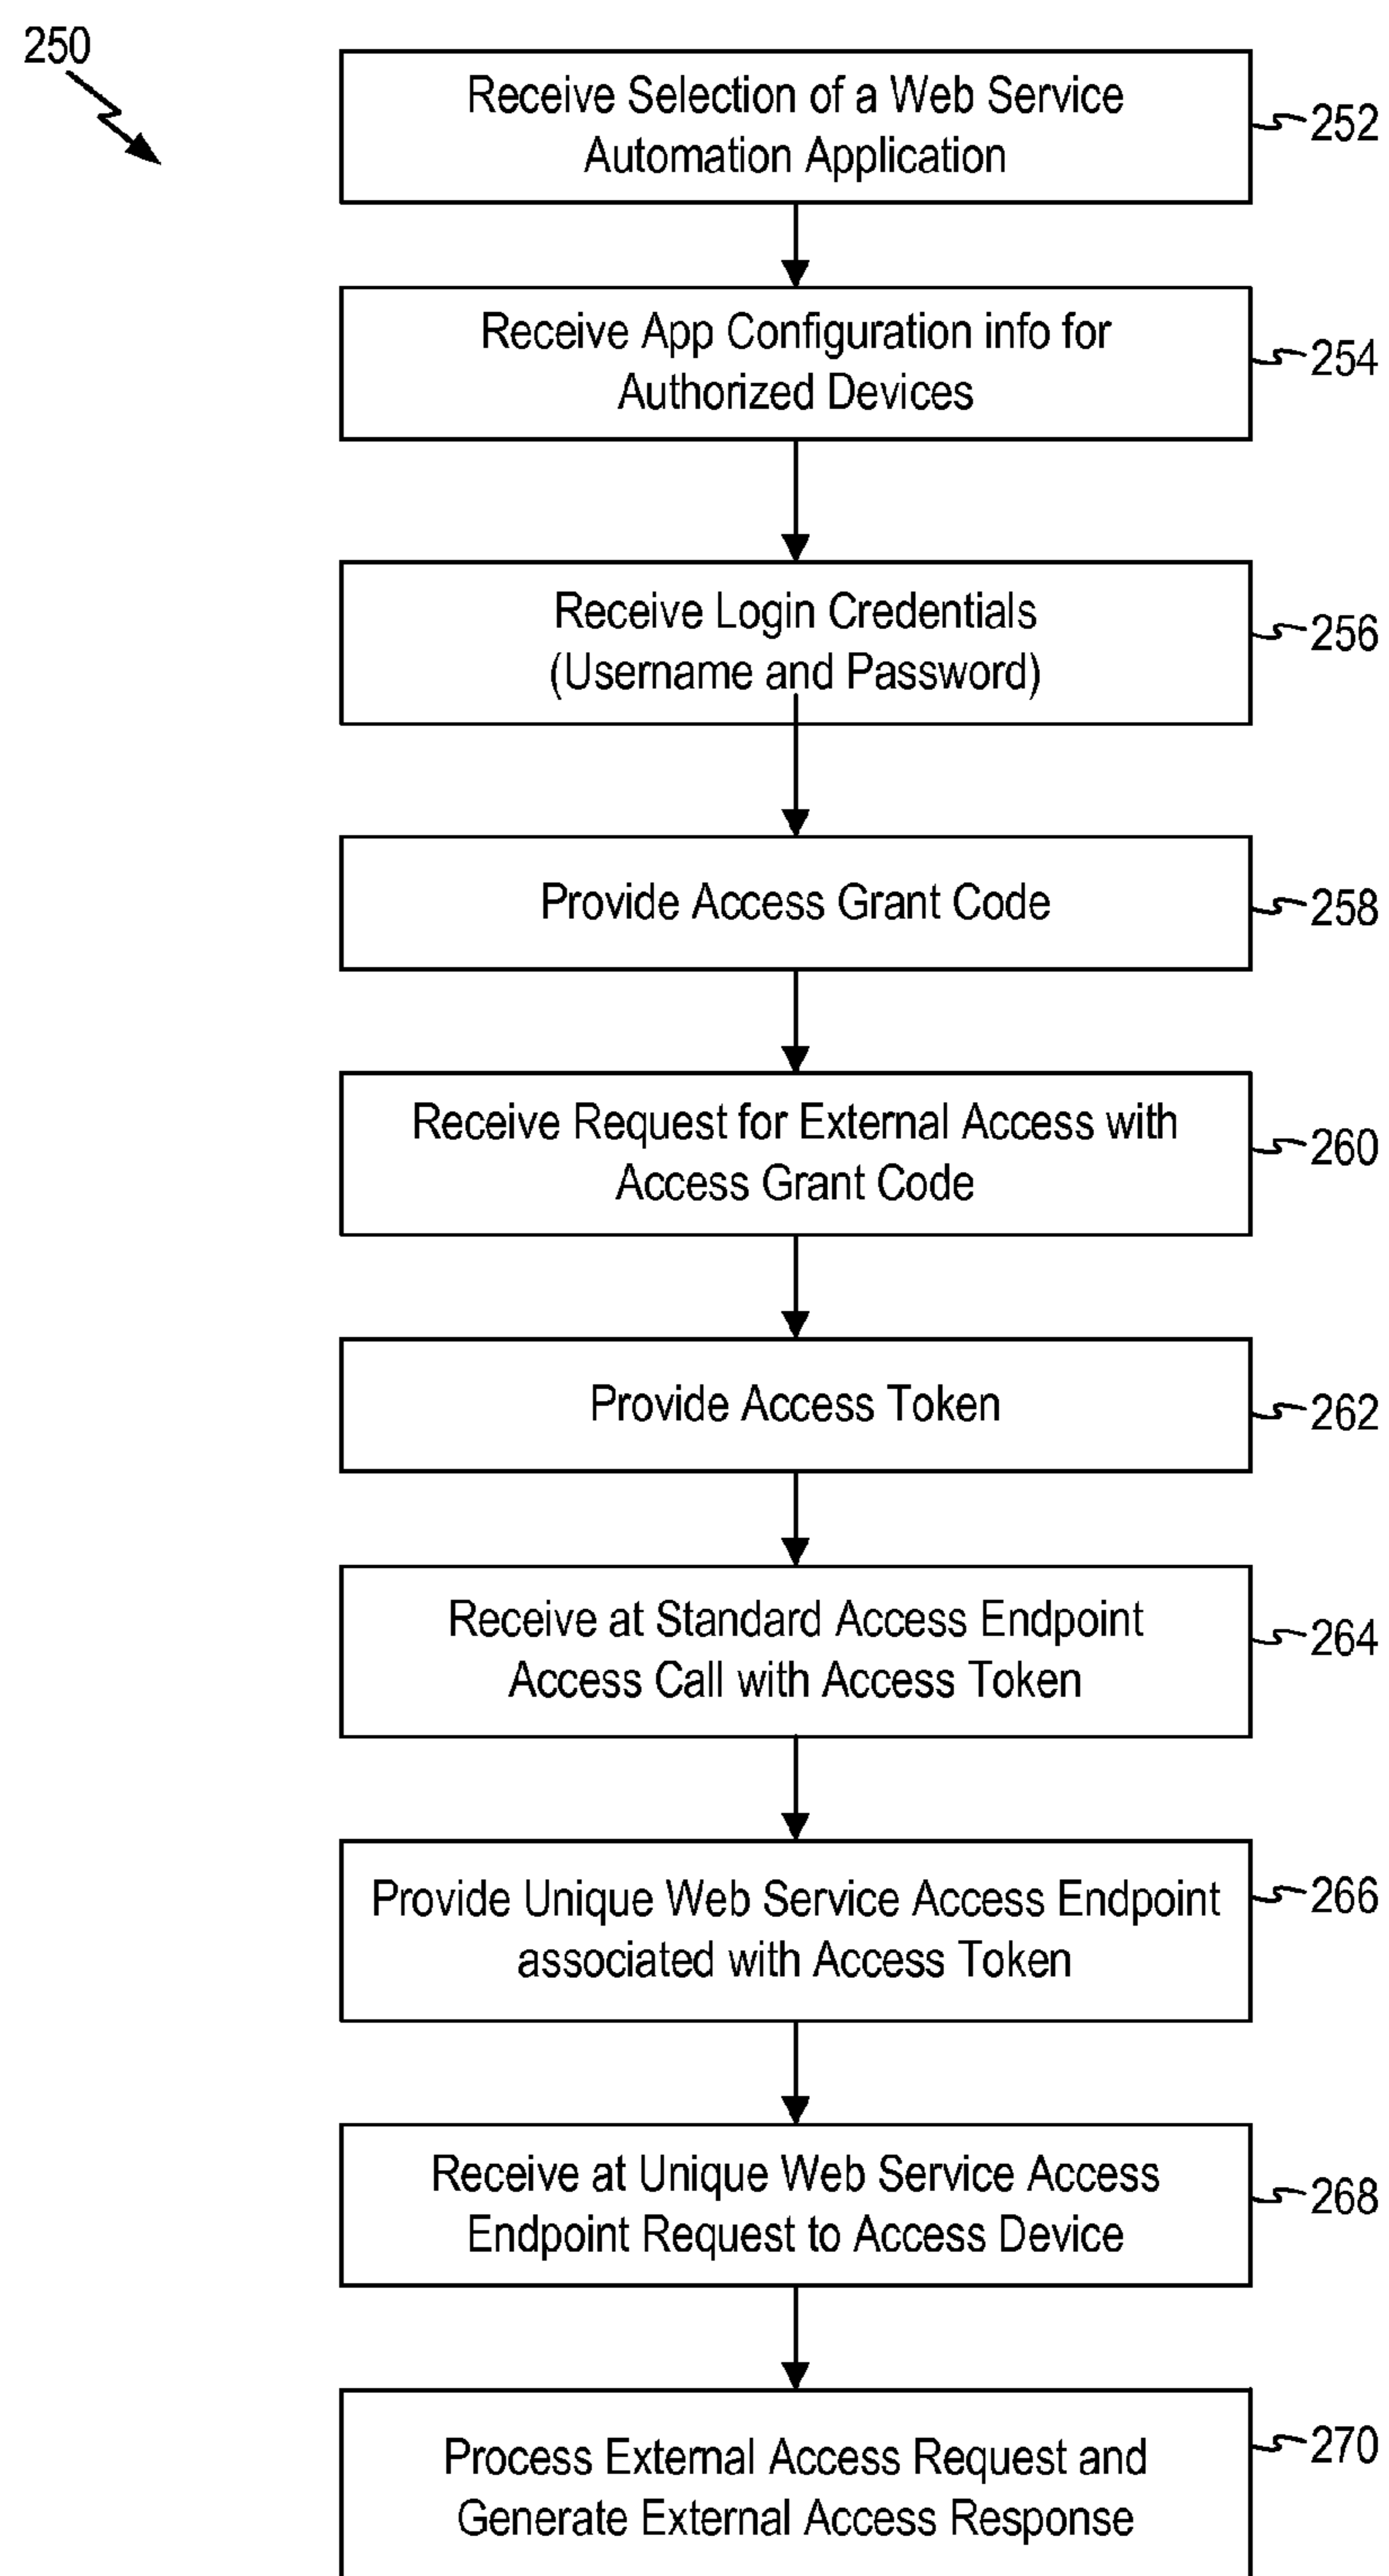 250
Receive Selection of a Web Service
Automation Application
252
Receive App Configuration info for
Authorized Devices
254
Receive Login Credentials
(Username and Password)
256
Provide Access Grant Code
258
Receive Request for External Access with
Access Grant Code
260
Provide Access Token
262
Receive at Standard Access Endpoint
Access Call with Access Token
264
Provide Unique Web Service Access Endpoint
associated with Access Token
266
Receive at Unique Web Service Access
Endpoint Request to Access Device
268
Process External Access Request and
Generate External Access Response
270